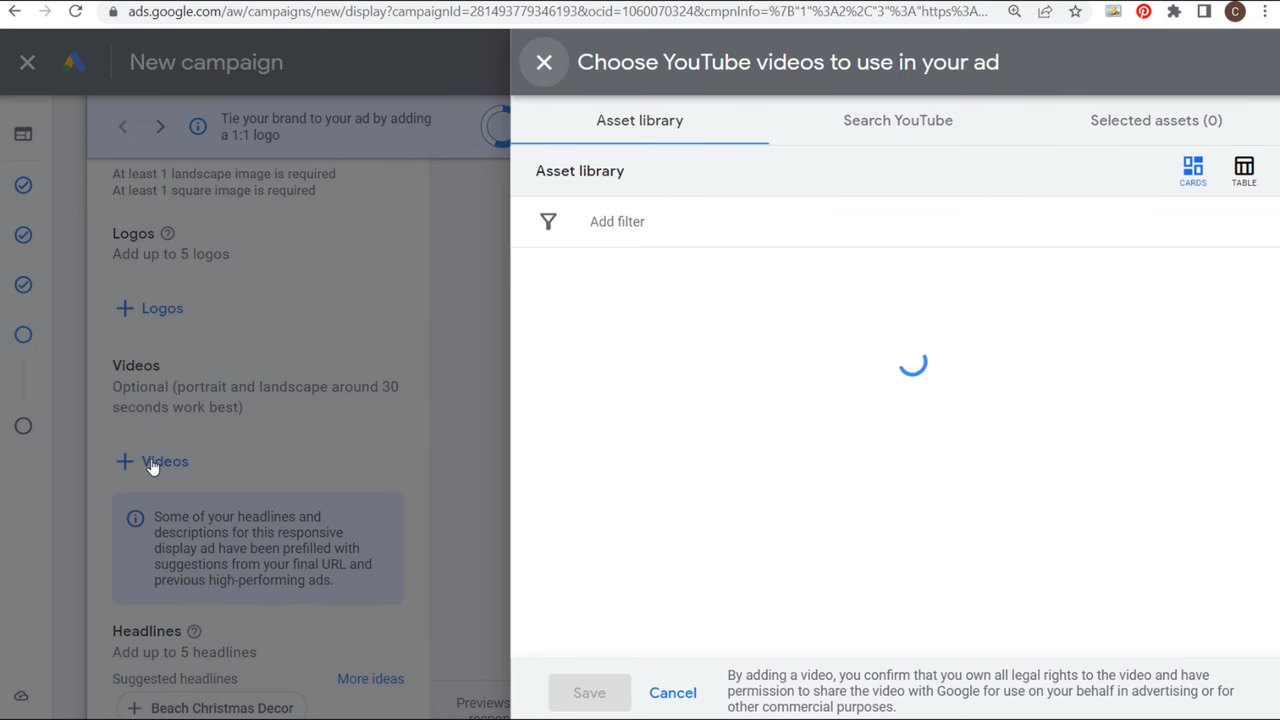 ads.google.com/aw/campaigns/new/display?campaignId=281493779346193&ocid=1060070324&cmpnInfo=%7B"1"%3A2%2C"3"%3A"https%3A...
C
New campaign
Choose YouTube videos to use in your ad
Tie your brand to your ad by adding
a 1:1 logo
Asset library
Search YouTube
Selected assets (0)
At least 1 landscape image is required
At least 1 square image is required
Asset library
CARDS
TABLE
Add filter
Logos
Add up to 5 logos
Logos
Videos
Optional (portrait and landscape around 30
seconds work best)
Videos
Some of your headlines and
descriptions for this responsive
display ad have been prefilled with
suggestions from your final URL and
previous high-performing ads.
Headlines
Add up to 5 headlines
Suggested headlines
More ideas
Beach Christmas Decor
Previews
Save
Cancel
By adding a video, you confirm that you own all legal rights to the video and have
permission to share the video with Google for use on your behalf in advertising or for
other commercial purposes.